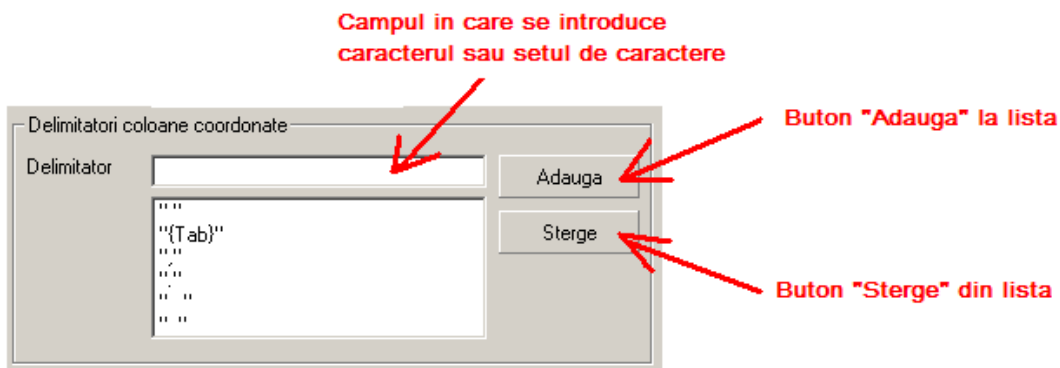 Campul in care se introduce
caracterul sau setul de caractere
Delimitatori coloane coordonate
Buton "Adauga" la lista
Delimitator
Adauga
" "
"{Tab}"
Sterge
","
";"
"  "
" "
Buton "Sterge" din lista